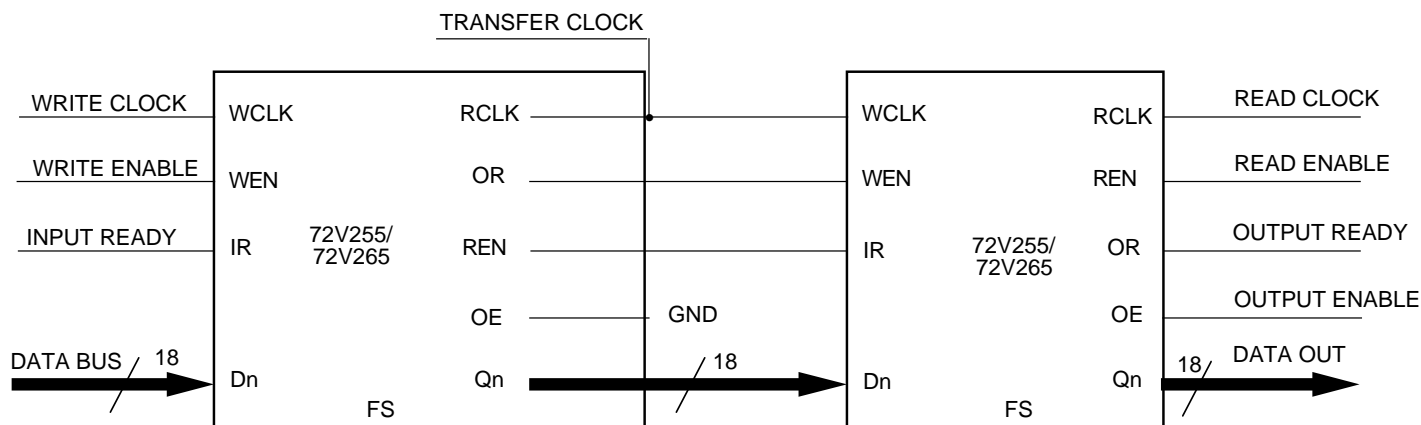 TRANSFER CLOCK
WRITE CLOCK
WCLK
RCLK
WCLK
RCLK
READ CLOCK
WRITE ENABLE
WEN
OR
WEN
REN
READ ENABLE
INPUT READY
IR
72V255/
72V265
REN
IR
72V255/
72V265
OR
OUTPUT READY
OE
GND
OE
OUTPUT ENABLE
DATA BUS
18
Dn
Qn
18
Dn
Qn
18
DATA OUT
FS
FS